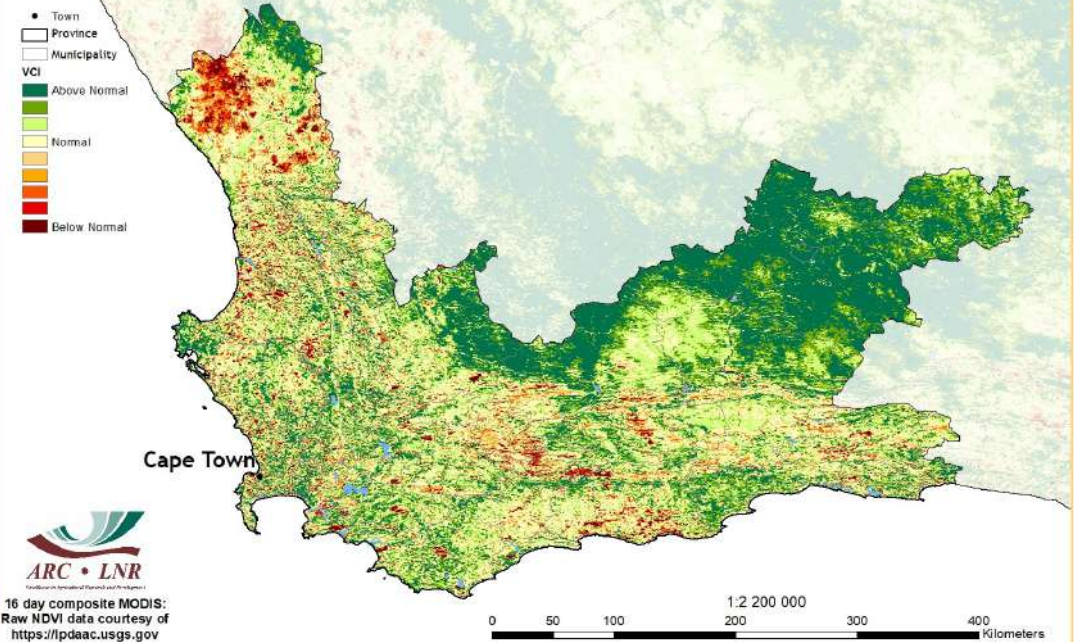 Town
Province
Municipality
VCI
Above Normal
Normal
Below Normal
Cape Town
ARC • LNR
16 day composite MODIS:
Raw NDVI data courtesy of
https://lpdaac.usgs.gov
1:2 200 000
0 50 100 200 300 400
Kilometers